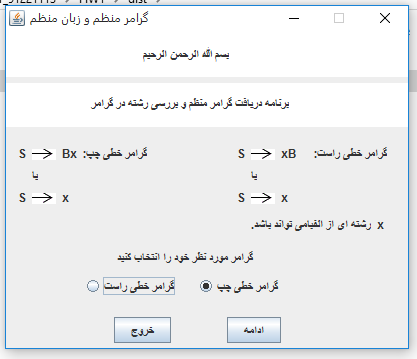 گرامر منظم و زبان منظم
بسم الله الرحمن الرحیم
برنامه دریافت گرامر منظم و بررسی رشته در گرامر
گرامر خطی راست: S → xB
گرامر خطی چپ: S → Bx
یا
یا
S → x
S → x
x رشته ای از الفبامی تواند باشد.
گرامر مورد نظر خود را انتخاب کنید
گرامر خطی چپ
گرامر خطی راست
ادامه
خروج